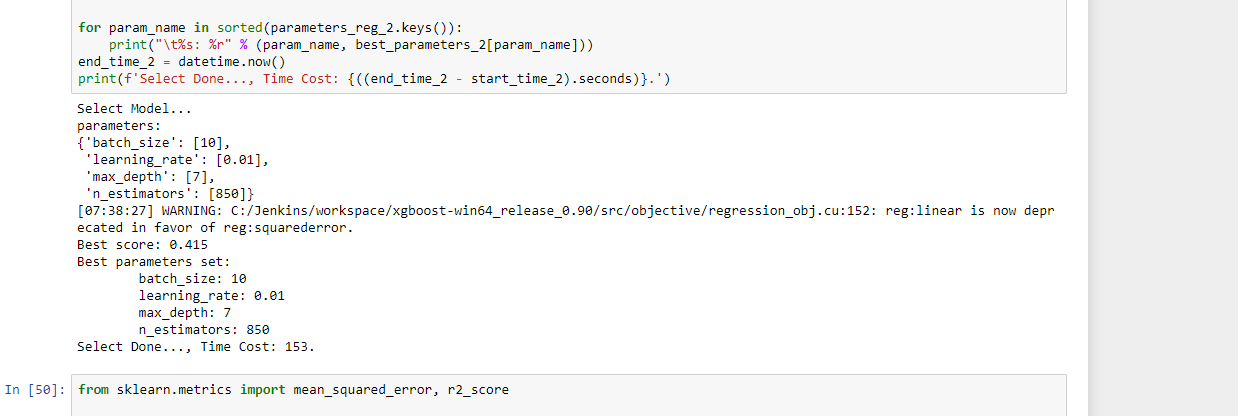 for param_name in sorted(parameters_reg_2.keys()):
    print("\t%s: %r" % (param_name, best_parameters_2[param_name]))
end_time_2 = datetime.now()
print(f'Select Done..., Time Cost: {((end_time_2 - start_time_2).seconds)}.')
Select Model...
parameters:
{'batch_size': [10],
 'learning_rate': [0.01],
 'max_depth': [7],
 'n_estimators': [850]}
[07:38:27] WARNING: C:/Jenkins/workspace/xgboost-win64_release_0.90/src/objective/regression_obj.cu:152: reg:linear is now depr
ecated in favor of reg:squarederror.
Best score: 0.415
Best parameters set:
        batch_size: 10
        learning_rate: 0.01
        max_depth: 7
        n_estimators: 850
Select Done..., Time Cost: 153.
In [50]: from sklearn.metrics import mean_squared_error, r2_score